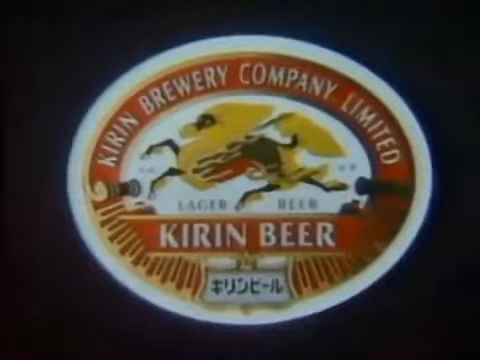 KIRIN BREWERY COMPANY LIMITED
LAGER BEER
KIRIN BEER
キリンビール